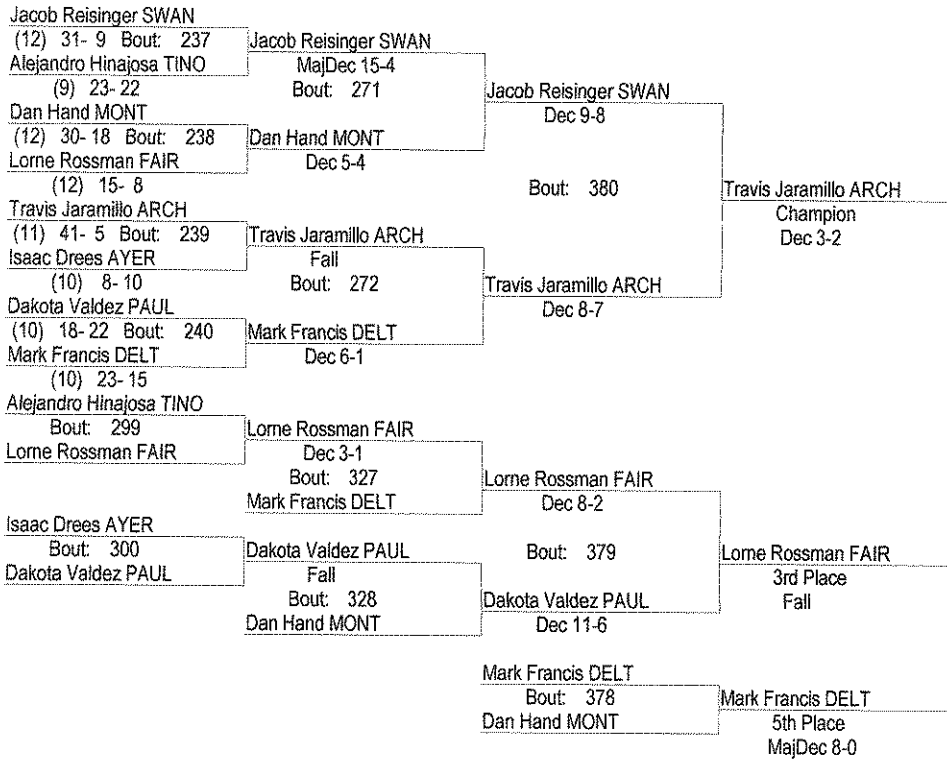 Jacob Reisinger SWAN
(12) 31- 9 Bout: 237
Alejandro Hinajosa TINO
(9) 23- 22
Dan Hand MONT
(12) 30- 18 Bout: 238
Lorne Rossman FAIR
(12) 15- 8
Travis Jaramillo ARCH
(11) 41- 5 Bout: 239
Isaac Drees AYER
(10) 8- 10
Dakota Valdez PAUL
(10) 18- 22 Bout: 240
Mark Francis DELT
(10) 23- 15
Jacob Reisinger SWAN
MajDec 15-4
Bout: 271
Dan Hand MONT
Dec 5-4
Travis Jaramillo ARCH
Fall
Bout: 272
Mark Francis DELT
Dec 6-1
Jacob Reisinger SWAN
Dec 9-8
Bout: 380
Travis Jaramillo ARCH
Dec 8-7
Travis Jaramillo ARCH
Champion
Dec 3-2
Alejandro Hinajosa TINO
Bout: 299
Lorne Rossman FAIR
Isaac Drees AYER
Bout: 300
Dakota Valdez PAUL
Lorne Rossman FAIR
Dec 3-1
Bout: 327
Mark Francis DELT
Dakota Valdez PAUL
Fall
Bout: 328
Dan Hand MONT
Lorne Rossman FAIR
Dec 8-2
Bout: 379
Dakota Valdez PAUL
Dec 11-6
Lorne Rossman FAIR
3rd Place
Fall
Mark Francis DELT
Bout: 378
Dan Hand MONT
Mark Francis DELT
5th Place
MajDec 8-0